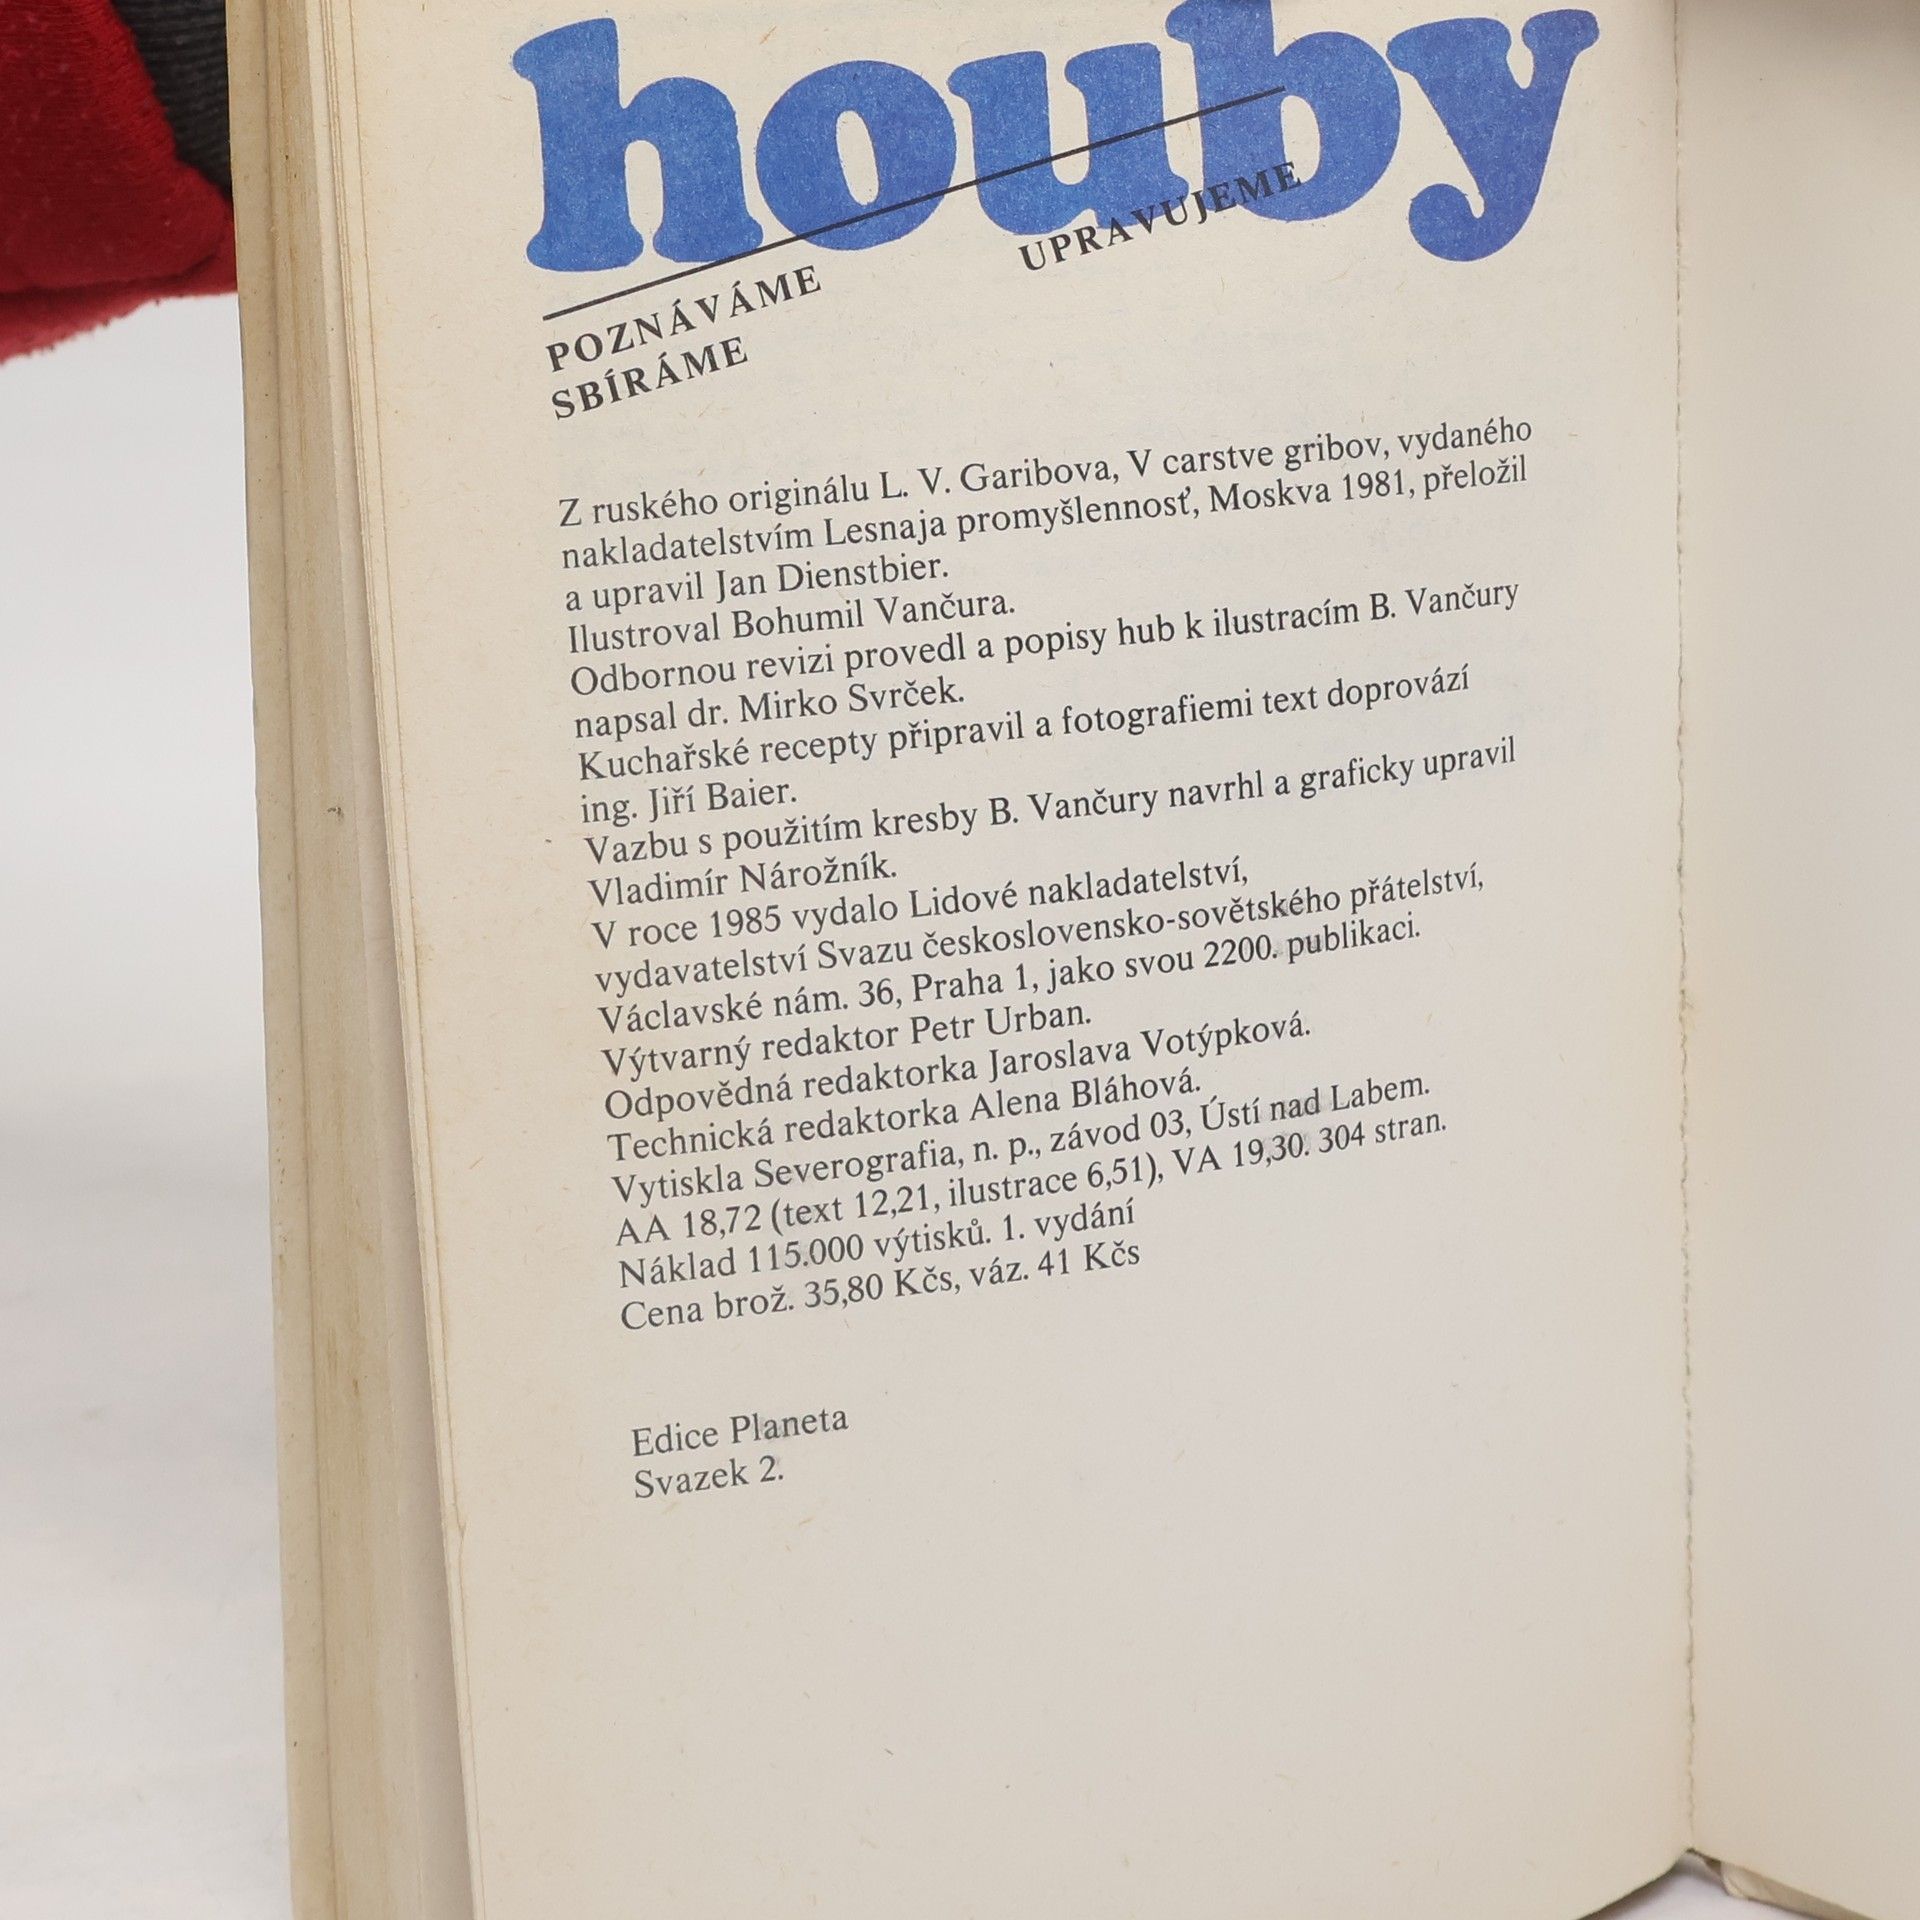 houby
POZNÁVÁME
SBÍRÁME
UPRAVUJEME
Z ruského originálu L. V. Garibova, V carstve gribov, vydaného
nakladatelstvím Lesnaja promyšlennosť, Moskva 1981, přeložil
a upravil Jan Dienstbier.
Ilustroval Bohumil Vančura.
Odbornou revizi provedl a popisy hub k ilustracím B. Vančury
napsal dr. Mirko Svrček.
Kuchařské recepty připravil a fotografiemi text doprovází
ing. Jiří Baier.
Vazbu s použitím kresby B. Vančury navrhl a graficky upravil
Vladimír Nárožník.
V roce 1985 vydalo Lidové nakladatelství,
vydavatelství Svazu československo-sovětského přátelství,
Václavské nám. 36, Praha 1, jako svou 2200. publikaci.
Výtvarný redaktor Petr Urban.
Odpovědná redaktorka Jaroslava Votýpková.
Technická redaktorka Alena Bláhová.
Vytiskla Severografia, n. p., závod 03, Ústí nad Labem.
AA 18,72 (text 12,21, ilustrace 6,51), VA 19,30. 304 stran.
Náklad 115.000 výtisků. 1. vydání
Cena brož. 35,80 Kčs, váz. 41 Kčs
Edice Planeta
Svazek 2.